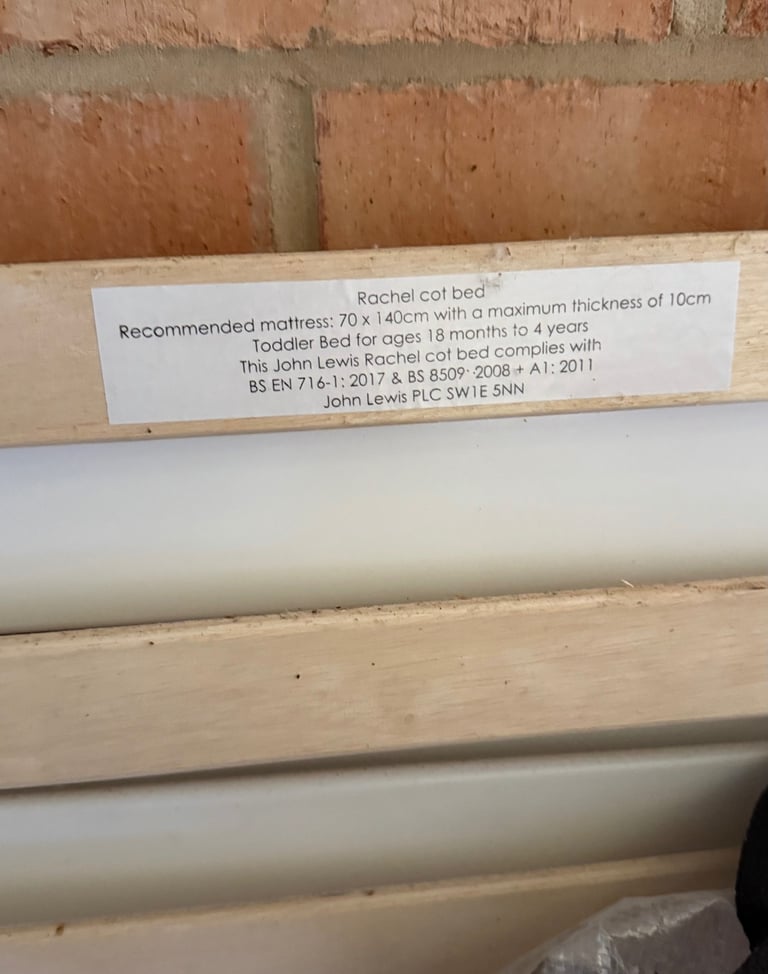 Rachel cot bed
Recommended mattress: 70 x 140cm with a maximum thickness of 10cm
Toddler Bed for ages 18 months to 4 years
This John Lewis Rachel cot bed complies with
BS EN 716-1: 2017 & BS 8509: 2008 + A1: 2011
John Lewis PLC SW1E 5NN